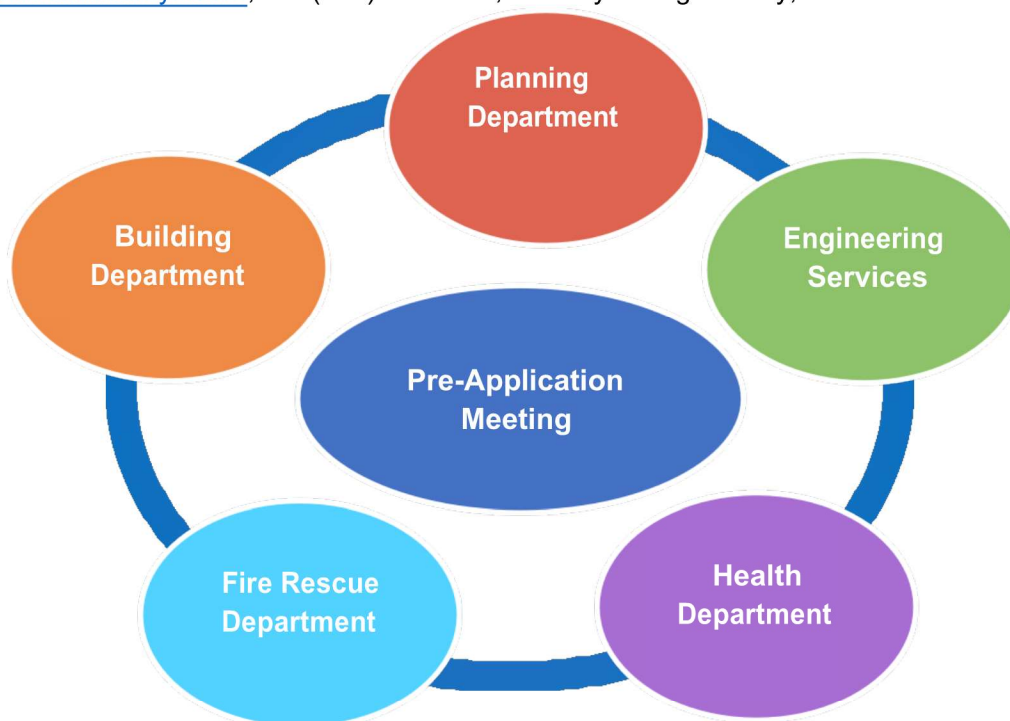 Planning
Department
Building
Department
Engineering
Services
Pre-Application
Meeting
Fire Rescue
Department
Health
Department